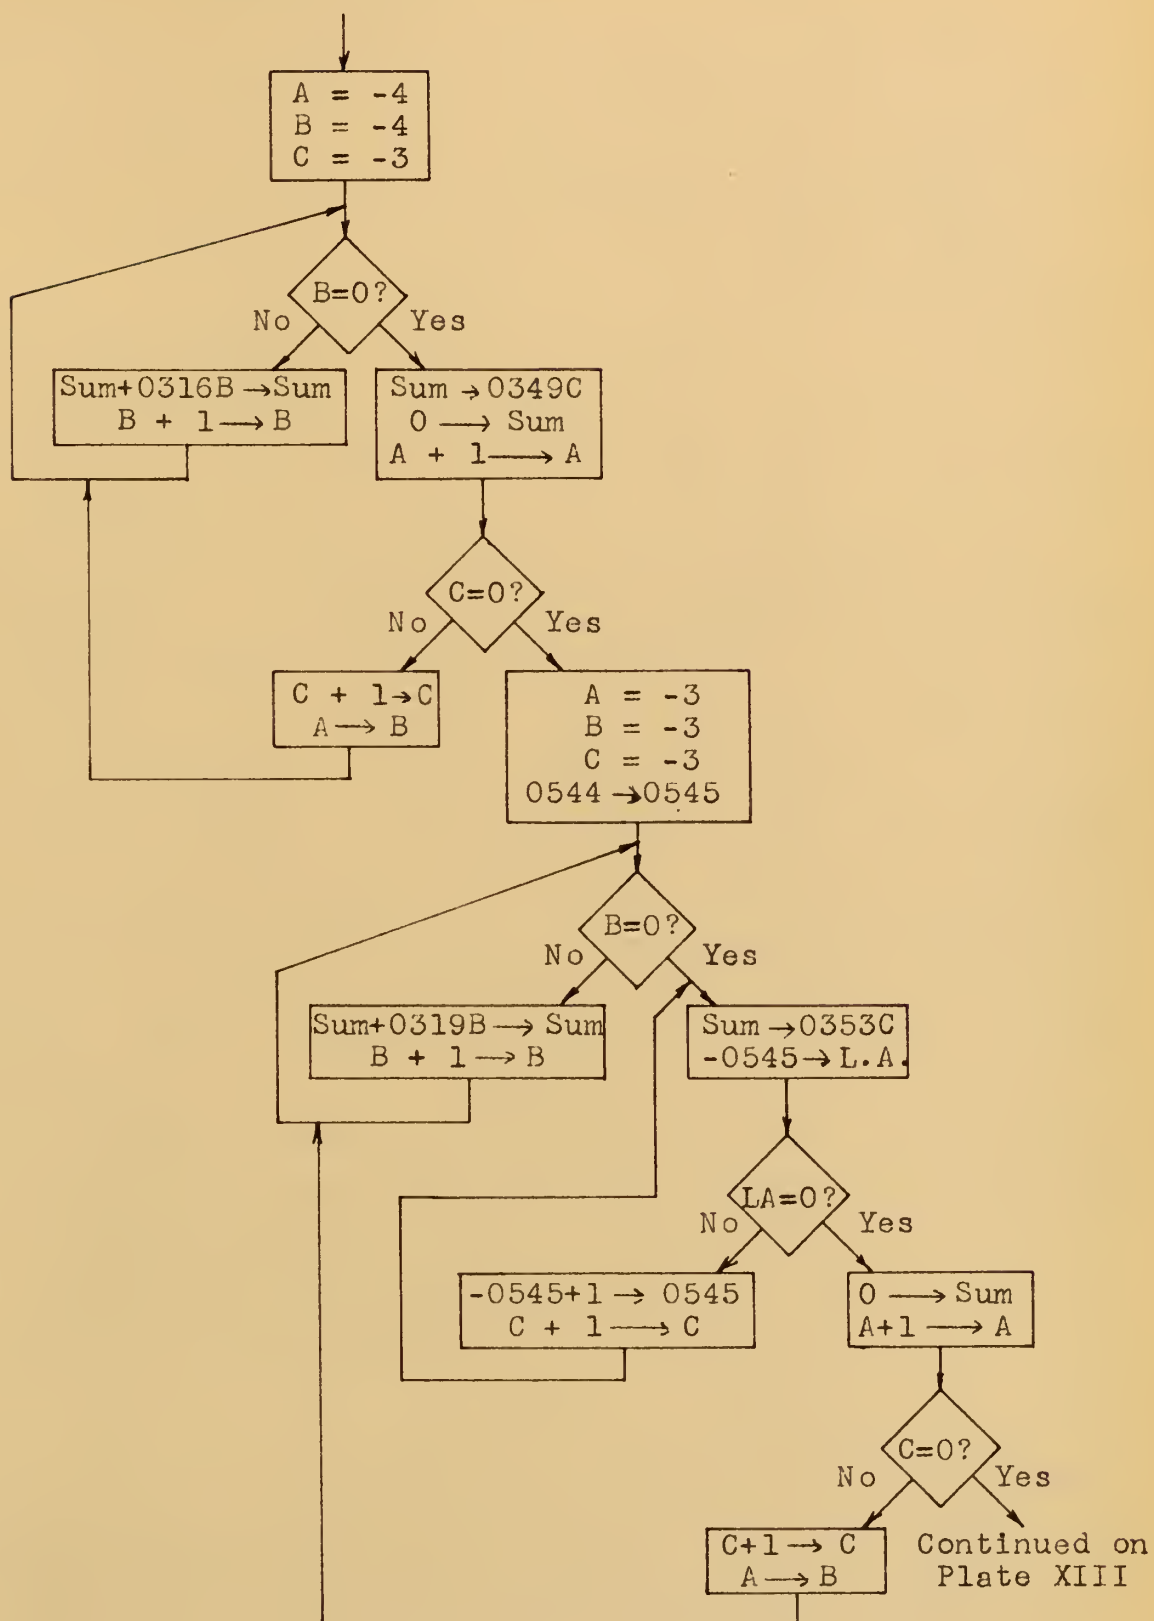 A = -4
B = -4
C = -3
B=0?
No
Yes
Sum+0316B→Sum
B + 1→B
Sum→0349C
0→Sum
A + 1→A
C=0?
No
Yes
C + 1→C
A→B
A = -3
B = -3
C = -3
0544→0545
B=0?
No
Yes
Sum+0319B→Sum
B + 1→B
Sum→0353C
-0545→L.A.
LA=0?
No
Yes
-0545+1→0545
C + 1→C
0→Sum
A+1→A
C=0?
No
Yes
C+1→C
A→B
Continued on
Plate XIII